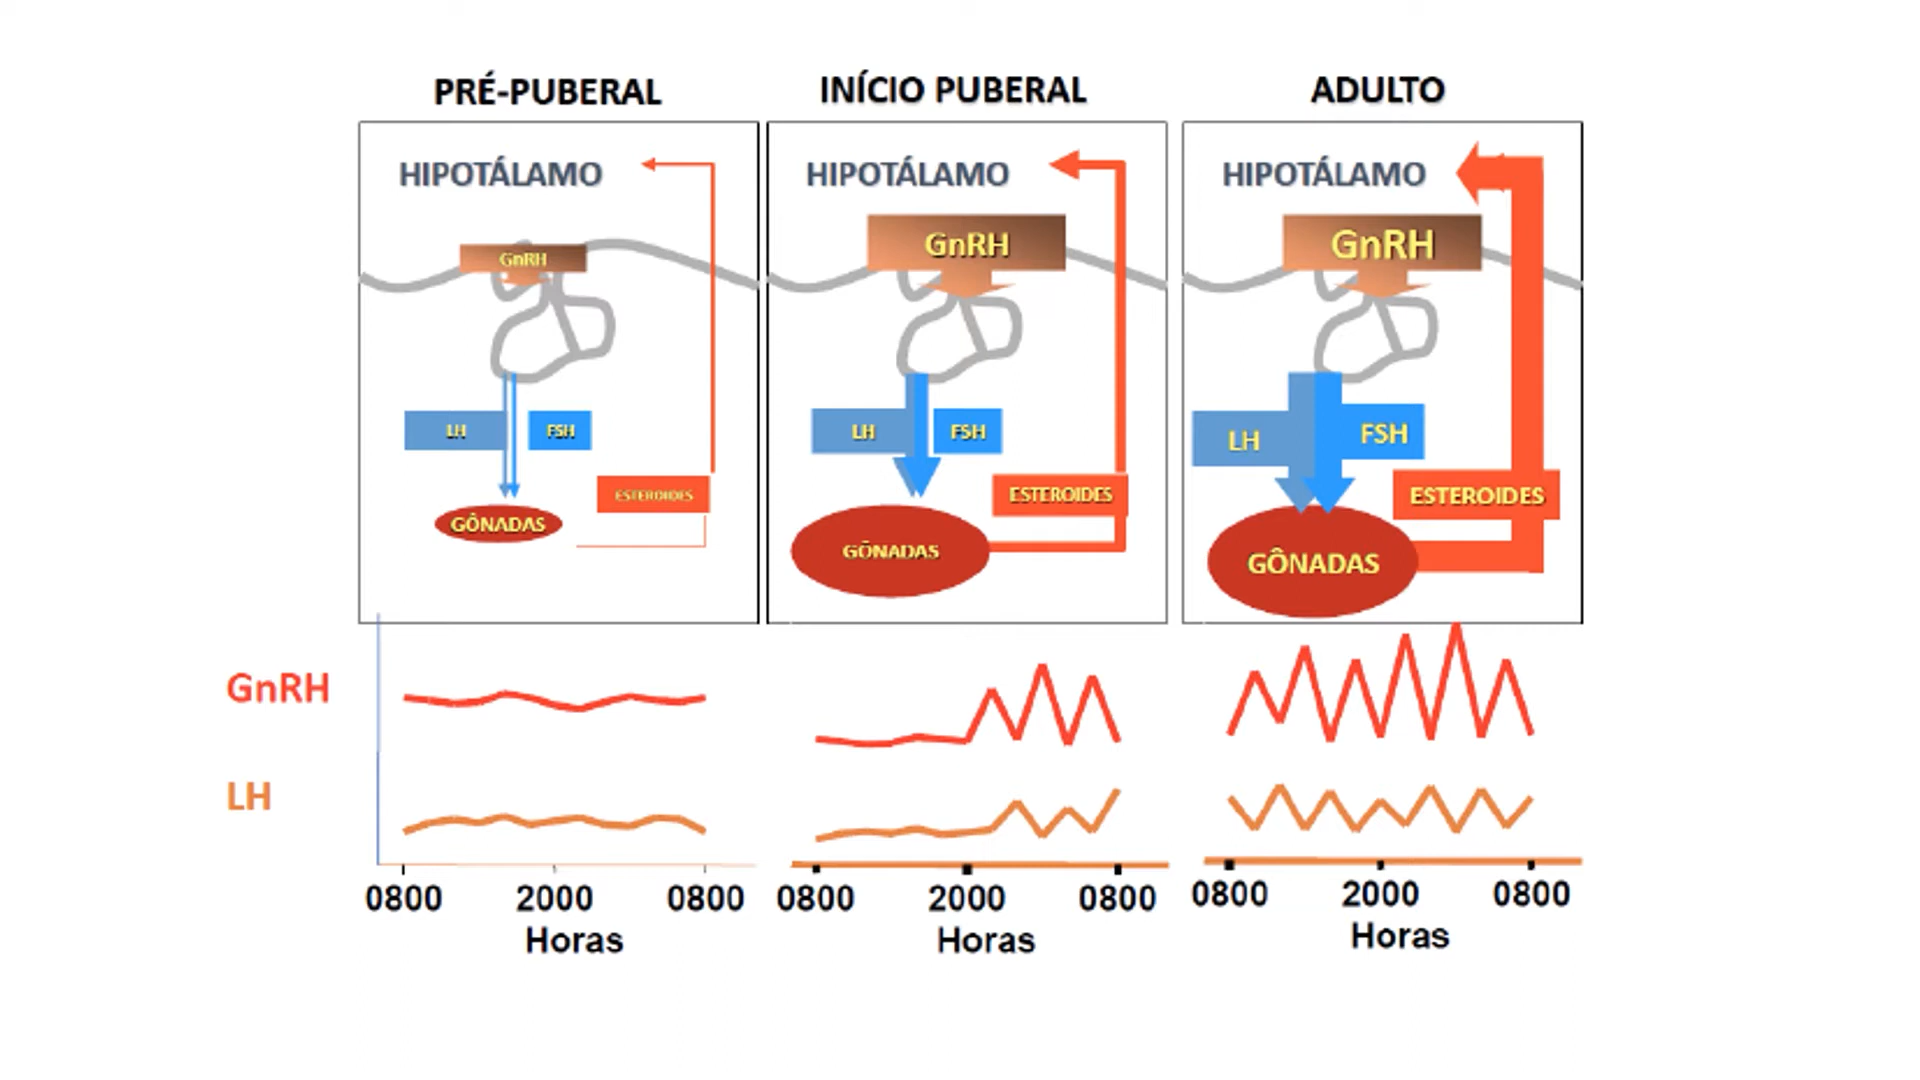 PRÉ-PUBERAL
INÍCIO PUBERAL
ADULTO
HIPOTÁLAMO
GnRH
LH
FSH
ESTEROIDES
GÔNADAS
HIPOTÁLAMO
GnRH
LH
FSH
ESTEROIDES
GÔNADAS
HIPOTÁLAMO
GnRH
LH
FSH
ESTEROIDES
GÔNADAS
GnRH
LH
0800 2000 0800
Horas
0800 2000 0800
Horas
0800 2000 0800
Horas